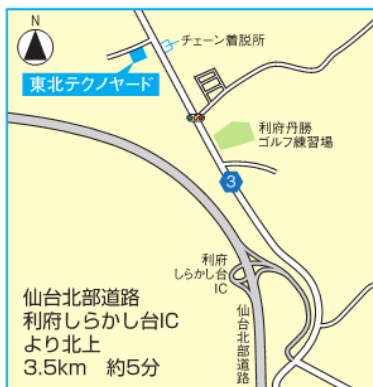 N
チェーン着脱所
東北テクノヤード
利府丹勝
ゴルフ練習場
3
利府
しらかし台
IC
仙台北部道路
仙台北部道路
利府しらかし台IC
より北上
3.5km 約5分